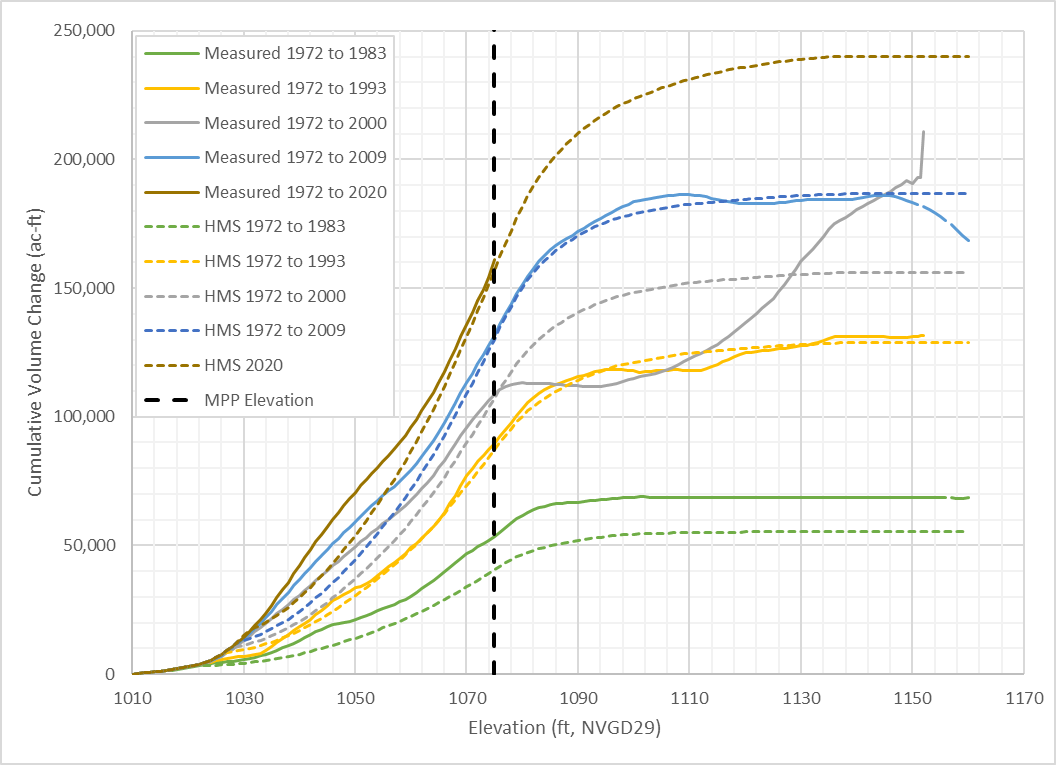 250,000
200,000
150,000
100,000
50,000
0
Cumulative Volume Change (ac-ft)
Measured 1972 to 1983
Measured 1972 to 1993
Measured 1972 to 2000
Measured 1972 to 2009
Measured 1972 to 2020
HMS 1972 to 1983
HMS 1972 to 1993
HMS 1972 to 2000
HMS 1972 to 2009
HMS 2020
MPP Elevation
1010 1030 1050 1070 1090 1110 1130 1150 1170
Elevation (ft, NVGD29)